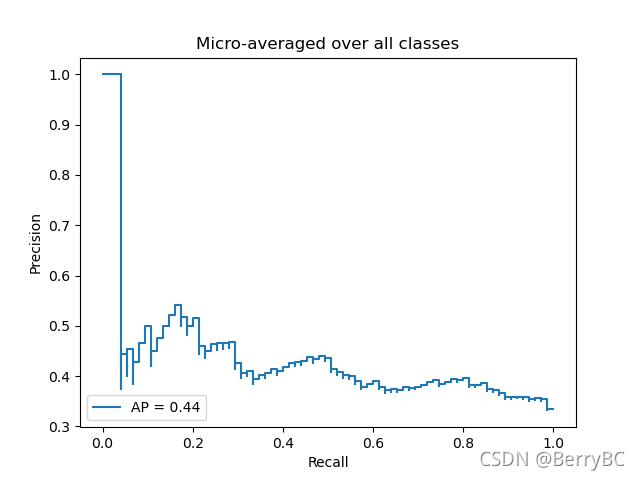 Micro-averaged over all classes
1.0
0.9
0.8
0.7
0.6
0.5
0.4
0.3
Precision
AP = 0.44
0.0 0.2 0.4 0.6 0.8 1.0
Recall
CSDN @BerryBC